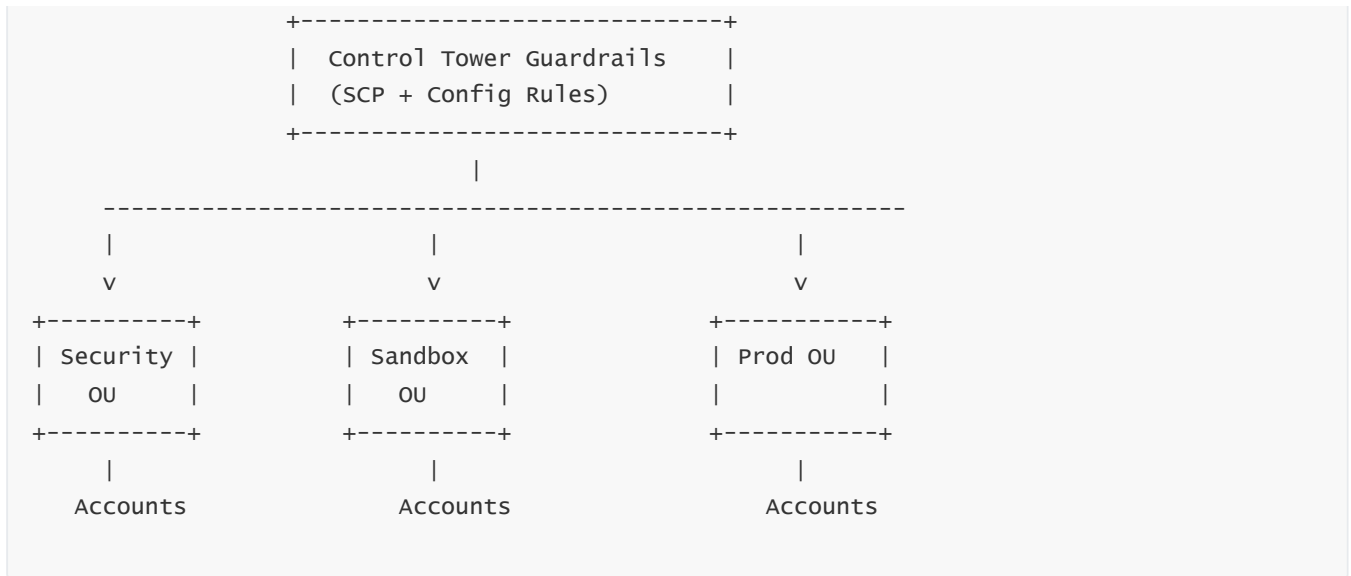 Control Tower Guardrails
(SCP + Config Rules)
Security Sandbox Prod OU
OU OU
Accounts Accounts Accounts